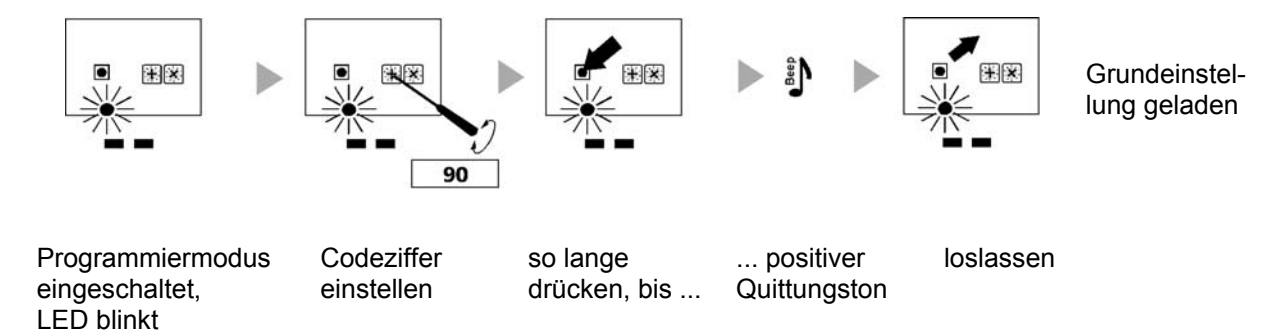 Beep
90
Grundeinstel-
lung geladen
Programmiermodus
eingeschaltet,
LED blinkt
Codeziffer
einstellen
so lange
drücken, bis ...
... positiver
Quittungston
loslassen